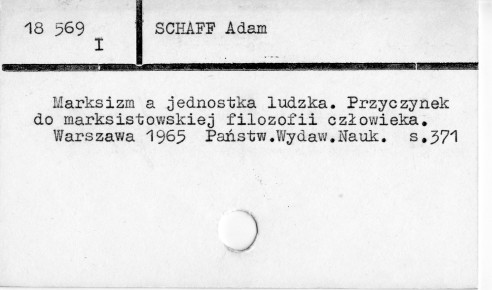 18 569 I SCHAFF Adam
Marksizm a jednostka ludzka. Przyczynek
do marksistowskiej filozofii człowieka.
Warszawa 1965 Państw.Wydaw.Nauk. s.371